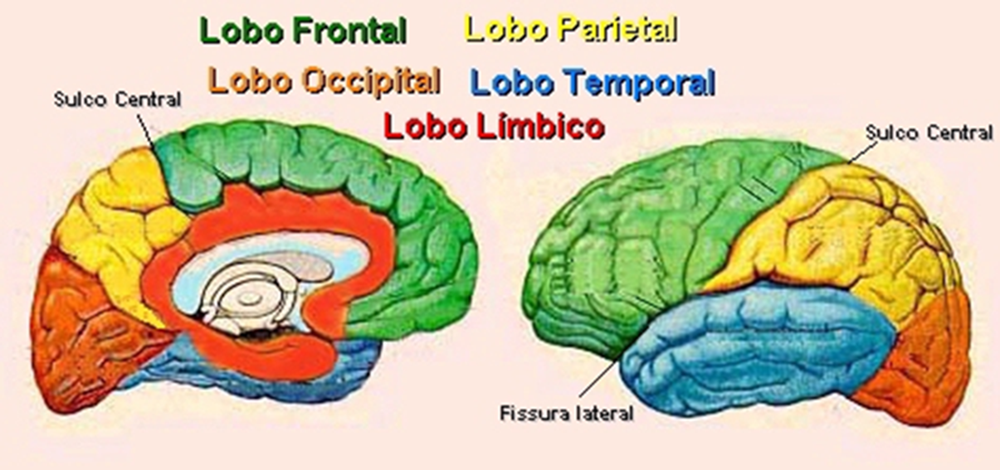 Lobo Frontal
Lobo Parietal
Lobo Occipital
Lobo Temporal
Lobo Límbico
Sulco Central
Sulco Central
Fissura lateral